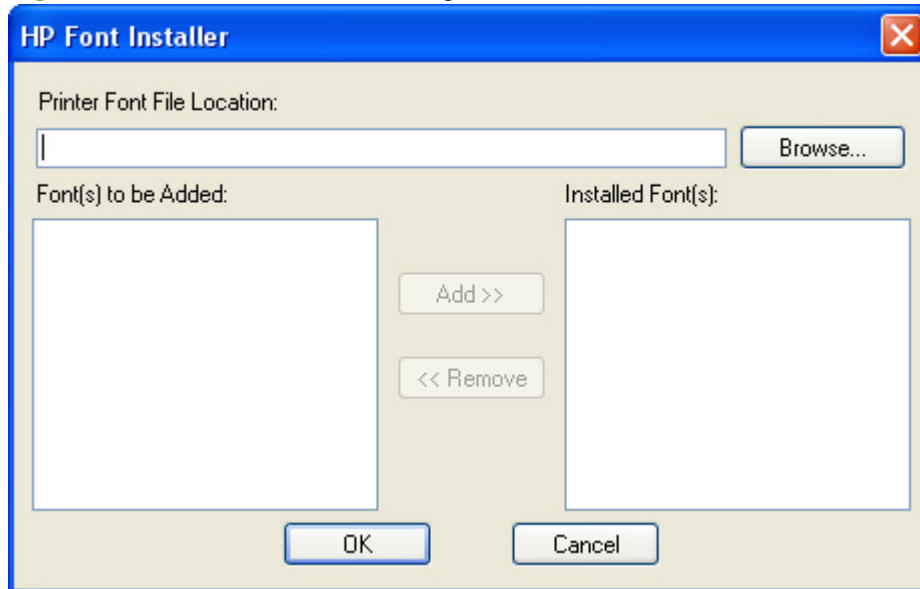 HP Font Installer
Printer Font File Location:
Browse...
Font(s) to be Added:
Installed Font(s):
Add >>
<< Remove
OK
Cancel